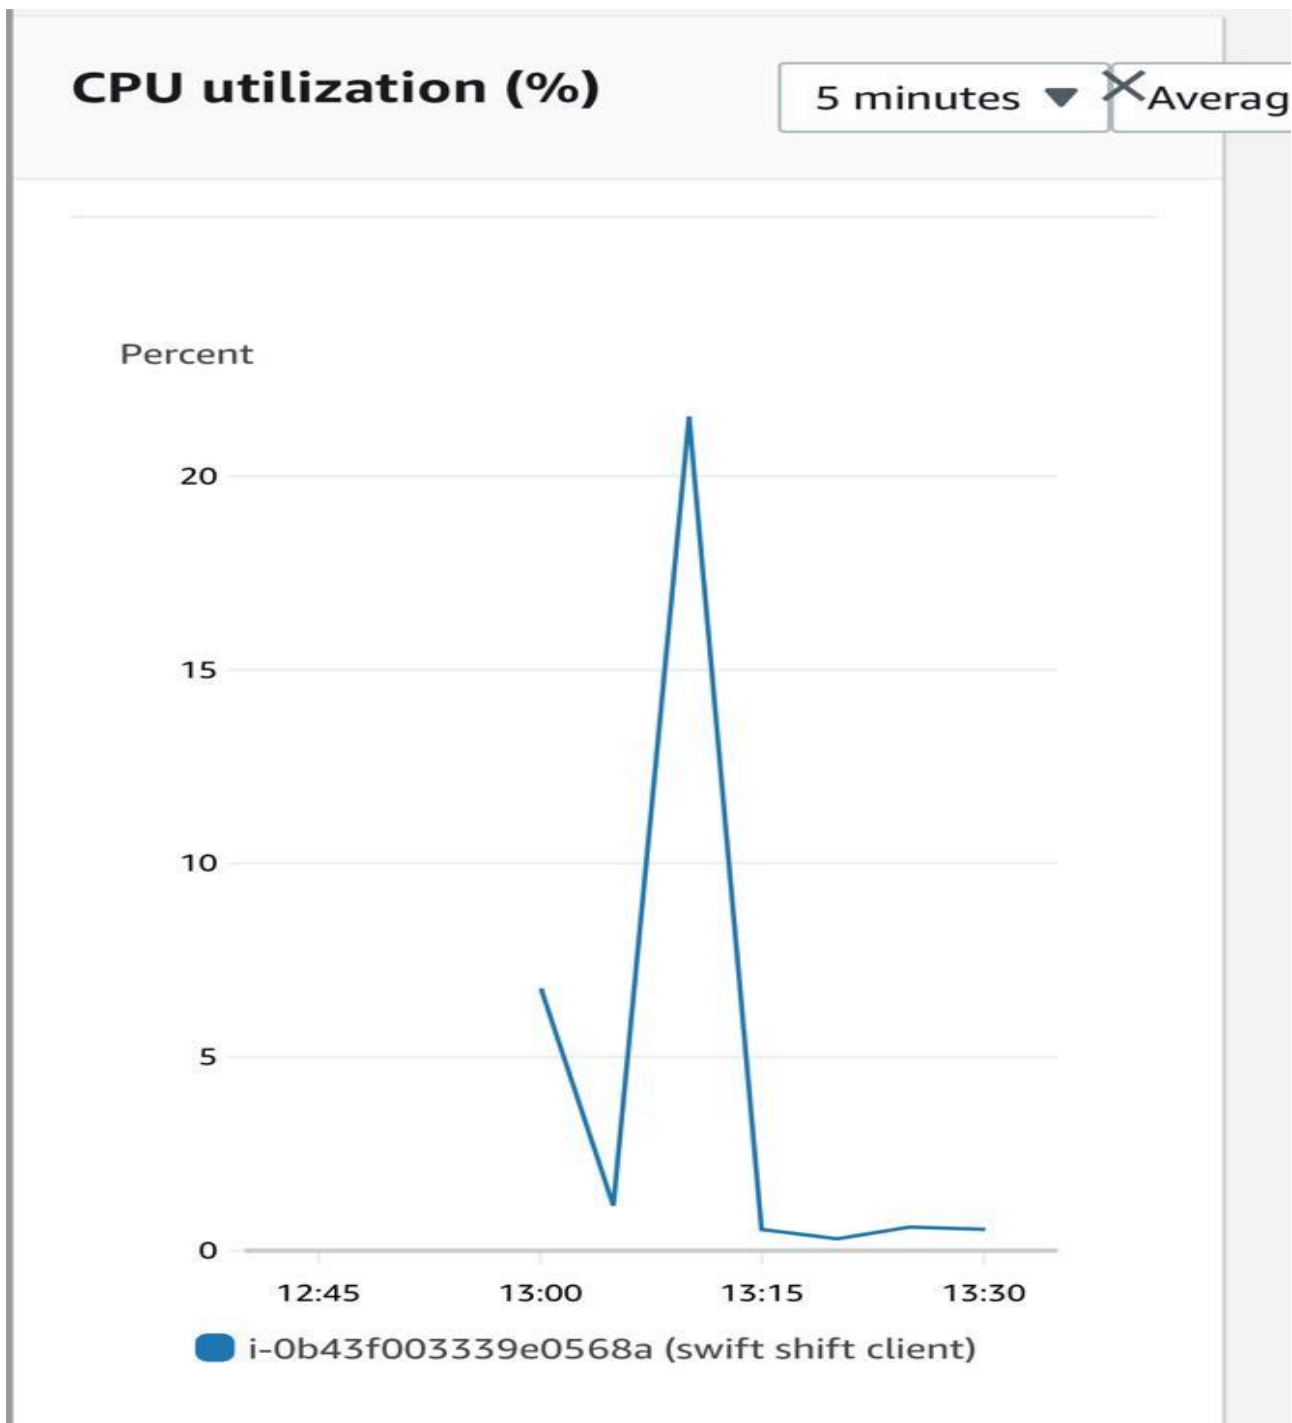 CPU utilization (%)
5 minutes
Averag
Percent
20
15
10
5
0
12:45 13:00 13:15 13:30
i-0b43f003339e0568a (swift shift client)